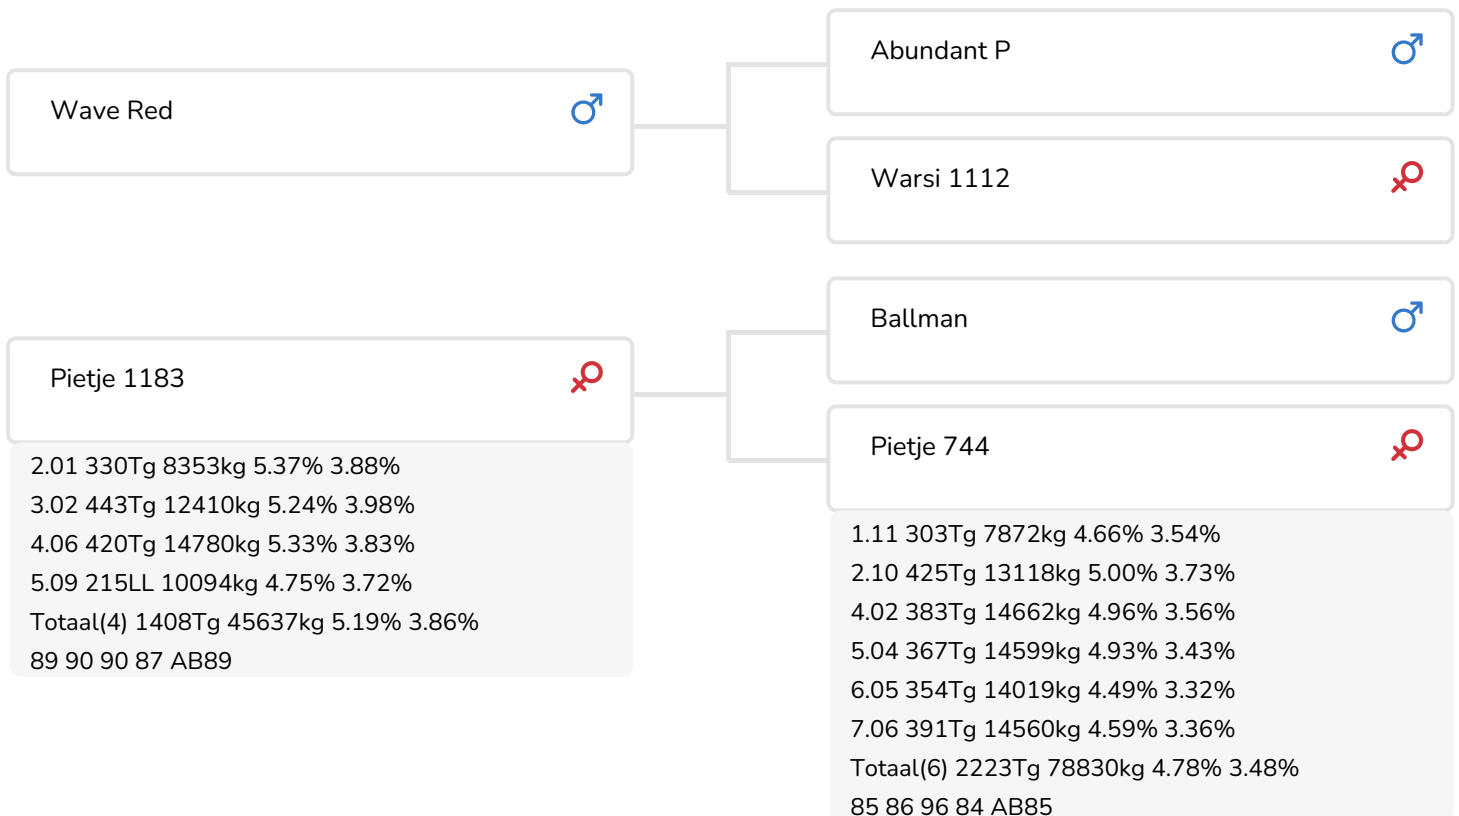 Wave Red
Abundant P
Warsi 1112
Pietje 1183
2.01 330Tg 8353kg 5.37% 3.88%
3.02 443Tg 12410kg 5.24% 3.98%
4.06 420Tg 14780kg 5.33% 3.83%
5.09 215LL 10094kg 4.75% 3.72%
Totaal(4) 1408Tg 45637kg 5.19% 3.86%
89 90 90 87 AB89
Ballman
Pietje 744
1.11 303Tg 7872kg 4.66% 3.54%
2.10 425Tg 13118kg 5.00% 3.73%
4.02 383Tg 14662kg 4.96% 3.56%
5.04 367Tg 14599kg 4.93% 3.43%
6.05 354Tg 14019kg 4.49% 3.32%
7.06 391Tg 14560kg 4.59% 3.36%
Totaal(6) 2223Tg 78830kg 4.78% 3.48%
85 86 96 84 AB85